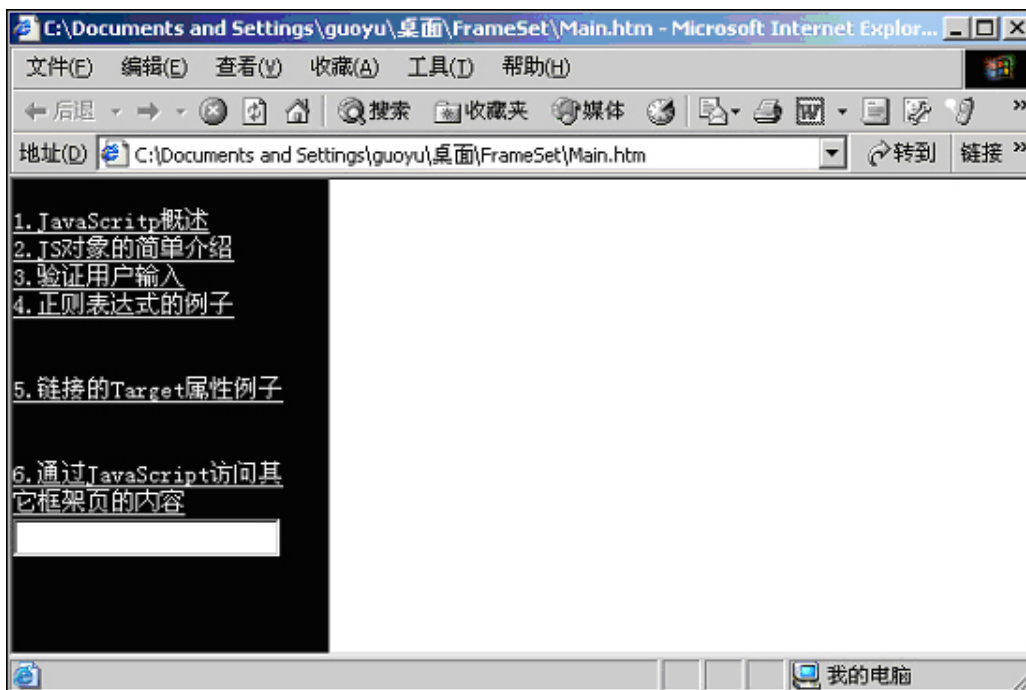 C:\Documents and Settings\guoyu\桌面\FrameSet\Main.htm - Microsoft Internet Explor...
文件(F) 编辑(E) 查看(V) 收藏(A) 工具(T) 帮助(H)
后退 搜索 收藏夹 媒体 »
地址(D) C:\Documents and Settings\guoyu\桌面\FrameSet\Main.htm 转到 链接 »
1.JavaScritp概述
2.JS对象的简单介绍
3.验证用户输入
4.正则表达式的例子
5.链接的Target属性例子
6.通过JavaScript访问其
它框架页的内容
我的电脑